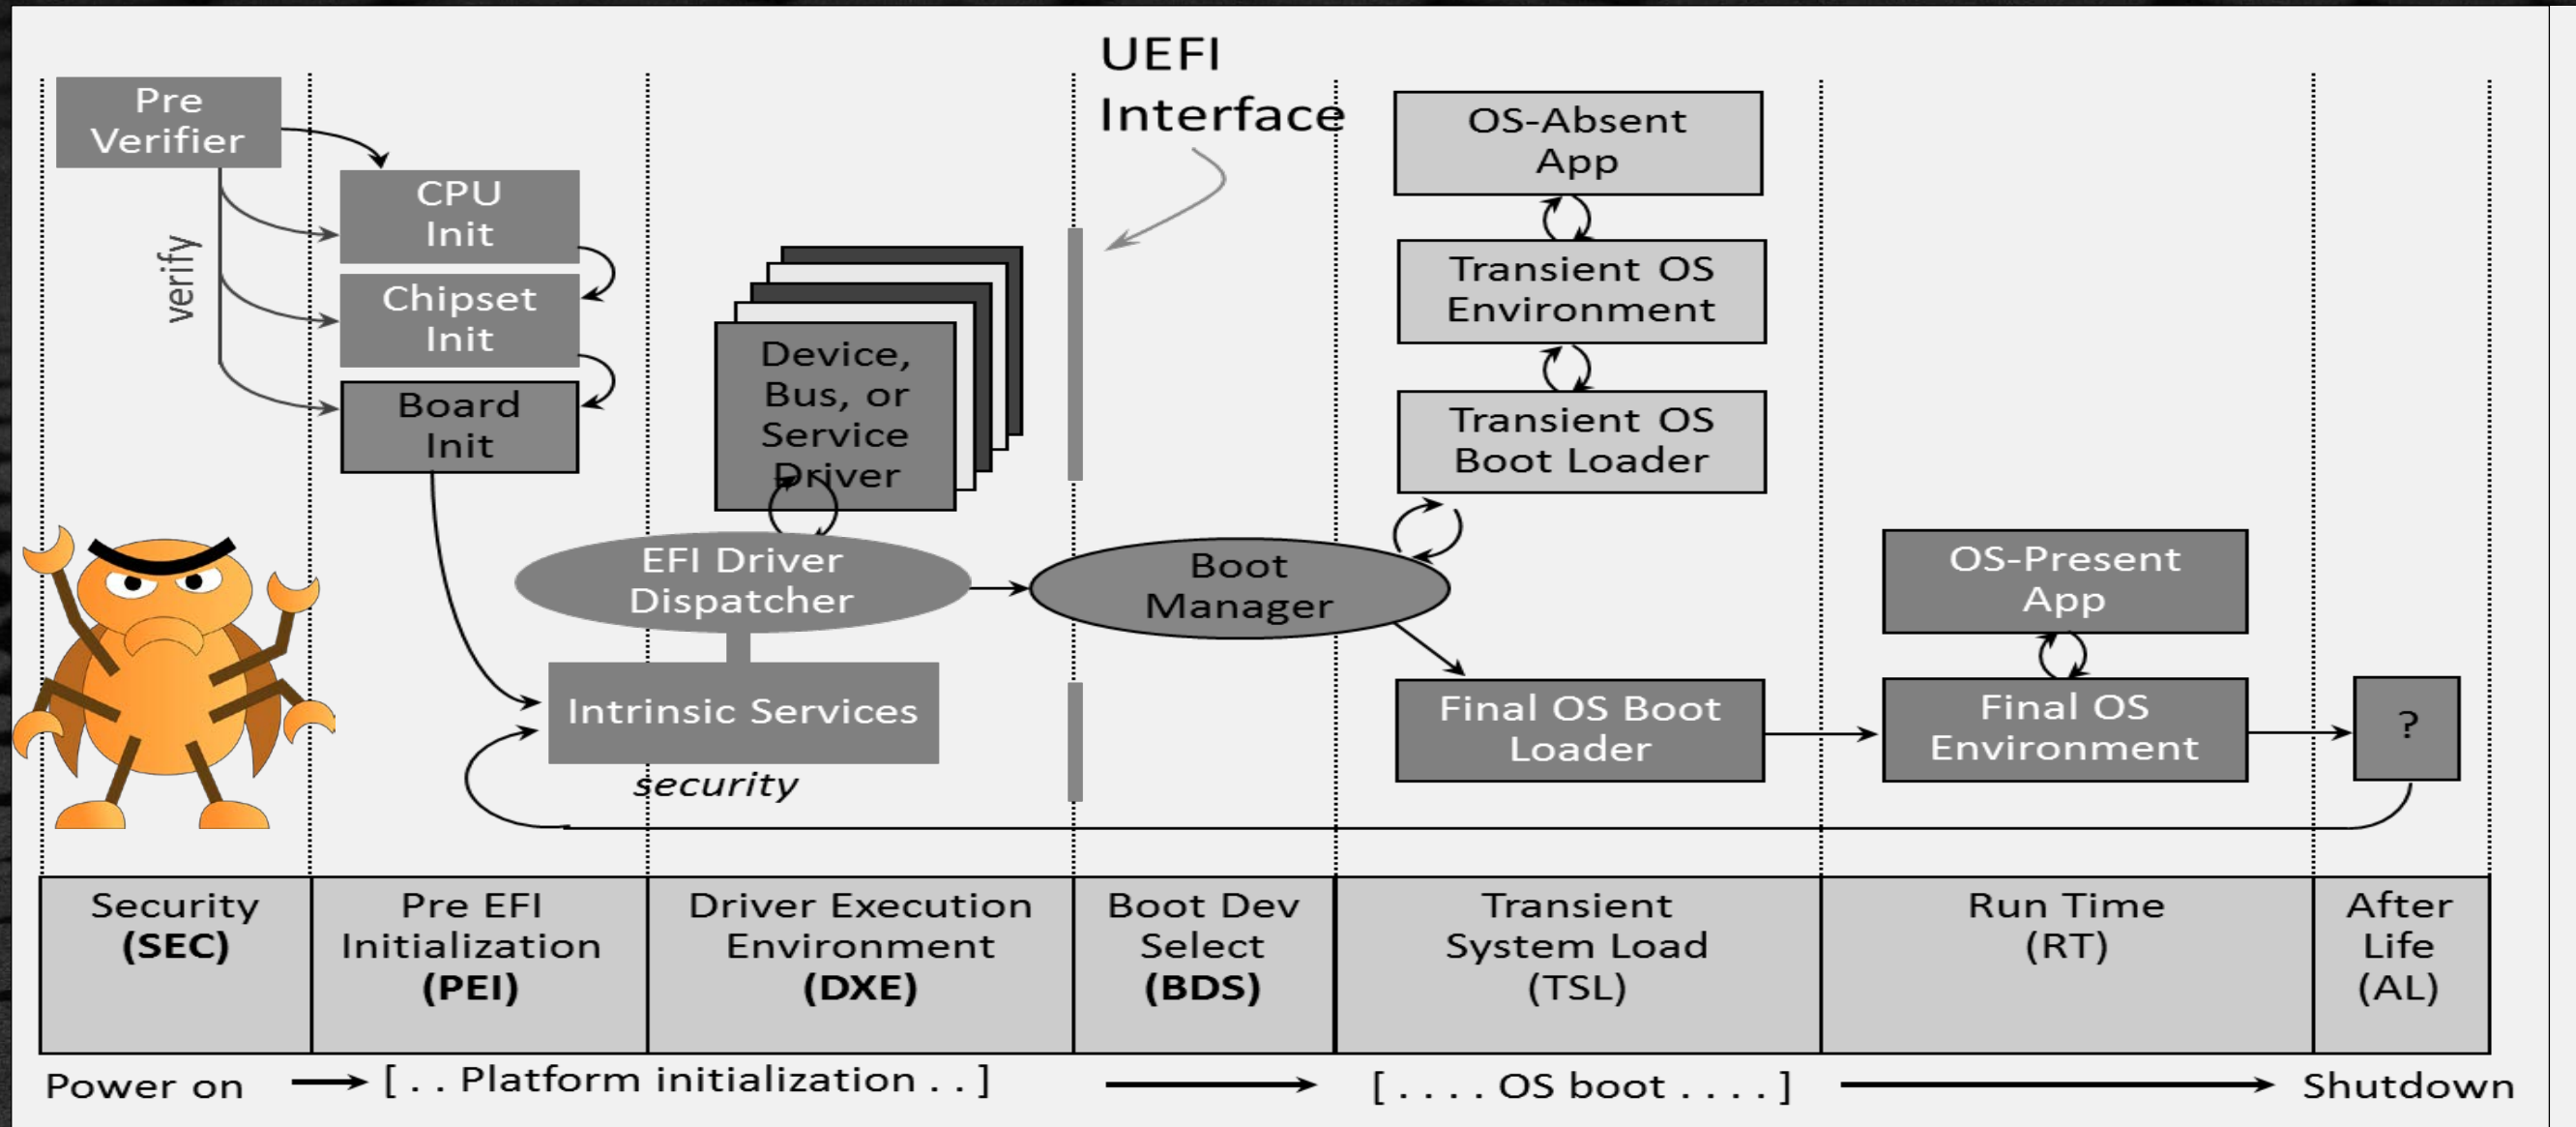 UEFI
Interface
Pre
Verifier
verify
CPU
Init
Chipset
Init
Board
Init
Device,
Bus, or
Service
Driver
EFI Driver
Dispatcher
Intrinsic Services
security
Boot
Manager
OS-Absent
App
Transient OS
Environment
Transient OS
Boot Loader
Final OS Boot
Loader
OS-Present
App
Final OS
Environment
?
Security
(SEC)
Pre EFI
Initialization
(PEI)
Driver Execution
Environment
(DXE)
Boot Dev
Select
(BDS)
Transient
System Load
(TSL)
Run Time
(RT)
After
Life
(AL)
Power on
[ . . Platform initialization . . ]
[ . . . . OS boot . . . . ]
Shutdown